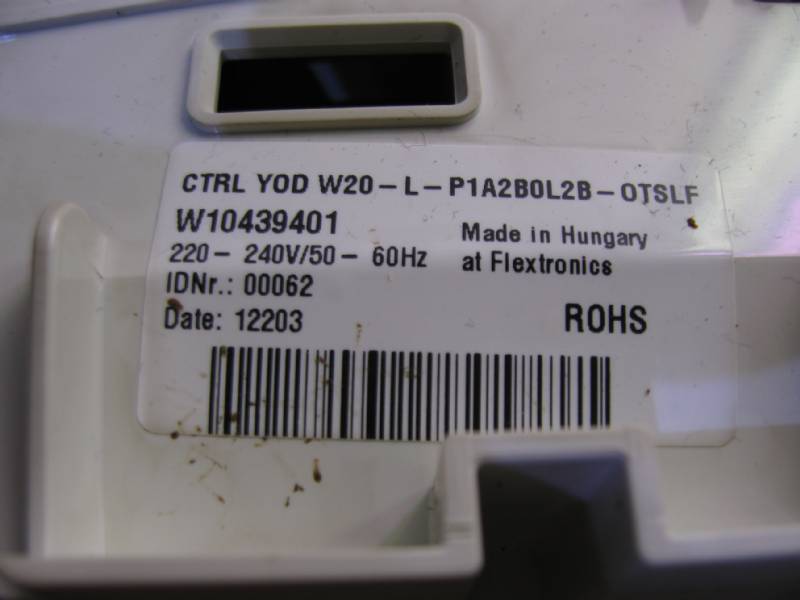 CTRL YOD W20-L-P1A2B0L2B-OTSLF
W10439401
220- 240V/50- 60Hz
IDNr.: 00062
Date: 12203
Made in Hungary
at Flextronics
ROHS